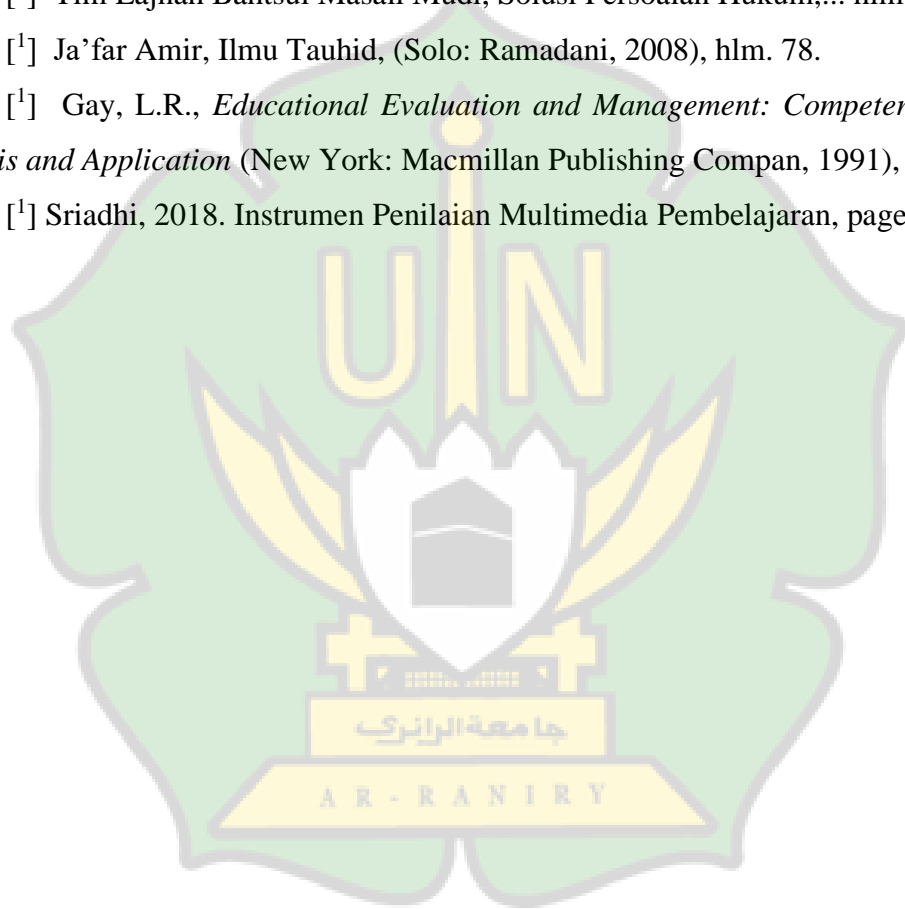 [¹] Tim Lajnah Bahtsul Masail Mudi, Solusi Persoalan Hukum,... hlm
[¹] Ja’far Amir, Ilmu Tauhid, (Solo: Ramadani, 2008), hlm. 78.
[¹] Gay, L.R., Educational Evaluation and Management: Competen
is and Application (New York: Macmillan Publishing Compan, 1991),
[¹] Sriadhi, 2018. Instrumen Penilaian Multimedia Pembelajaran, page
UIN
جامعة الرانري
AR-RANIRY